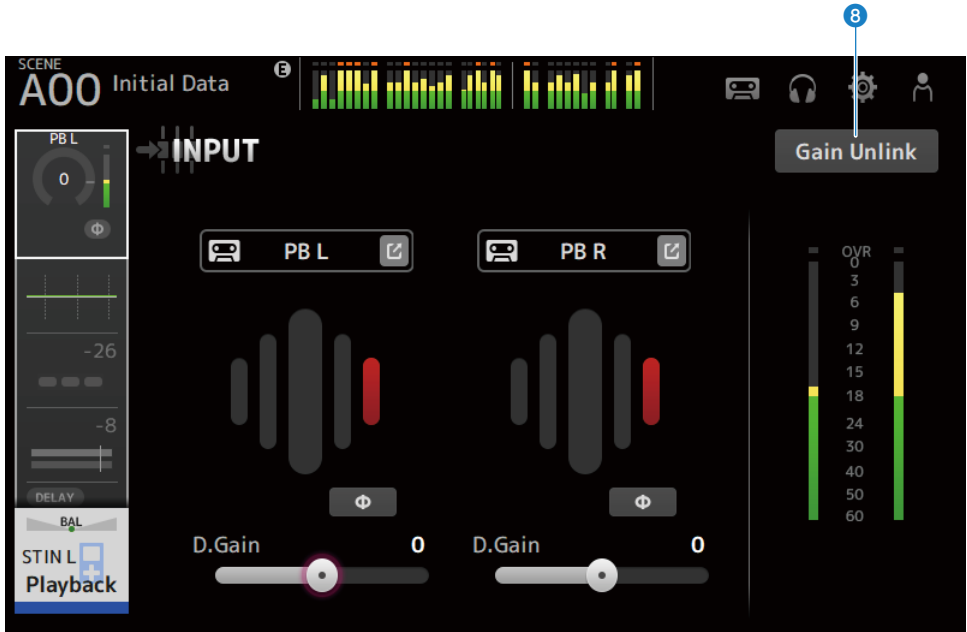 8
SCENE
A00 Initial Data
E
PB L
0
Φ
INPUT
Gain Unlink
PB L
PB R
OVR
0
3
6
9
12
15
18
24
30
40
50
60
-26
-8
DELAY
BAL
STIN L
Playback
Φ
Φ
D.Gain 0
D.Gain 0